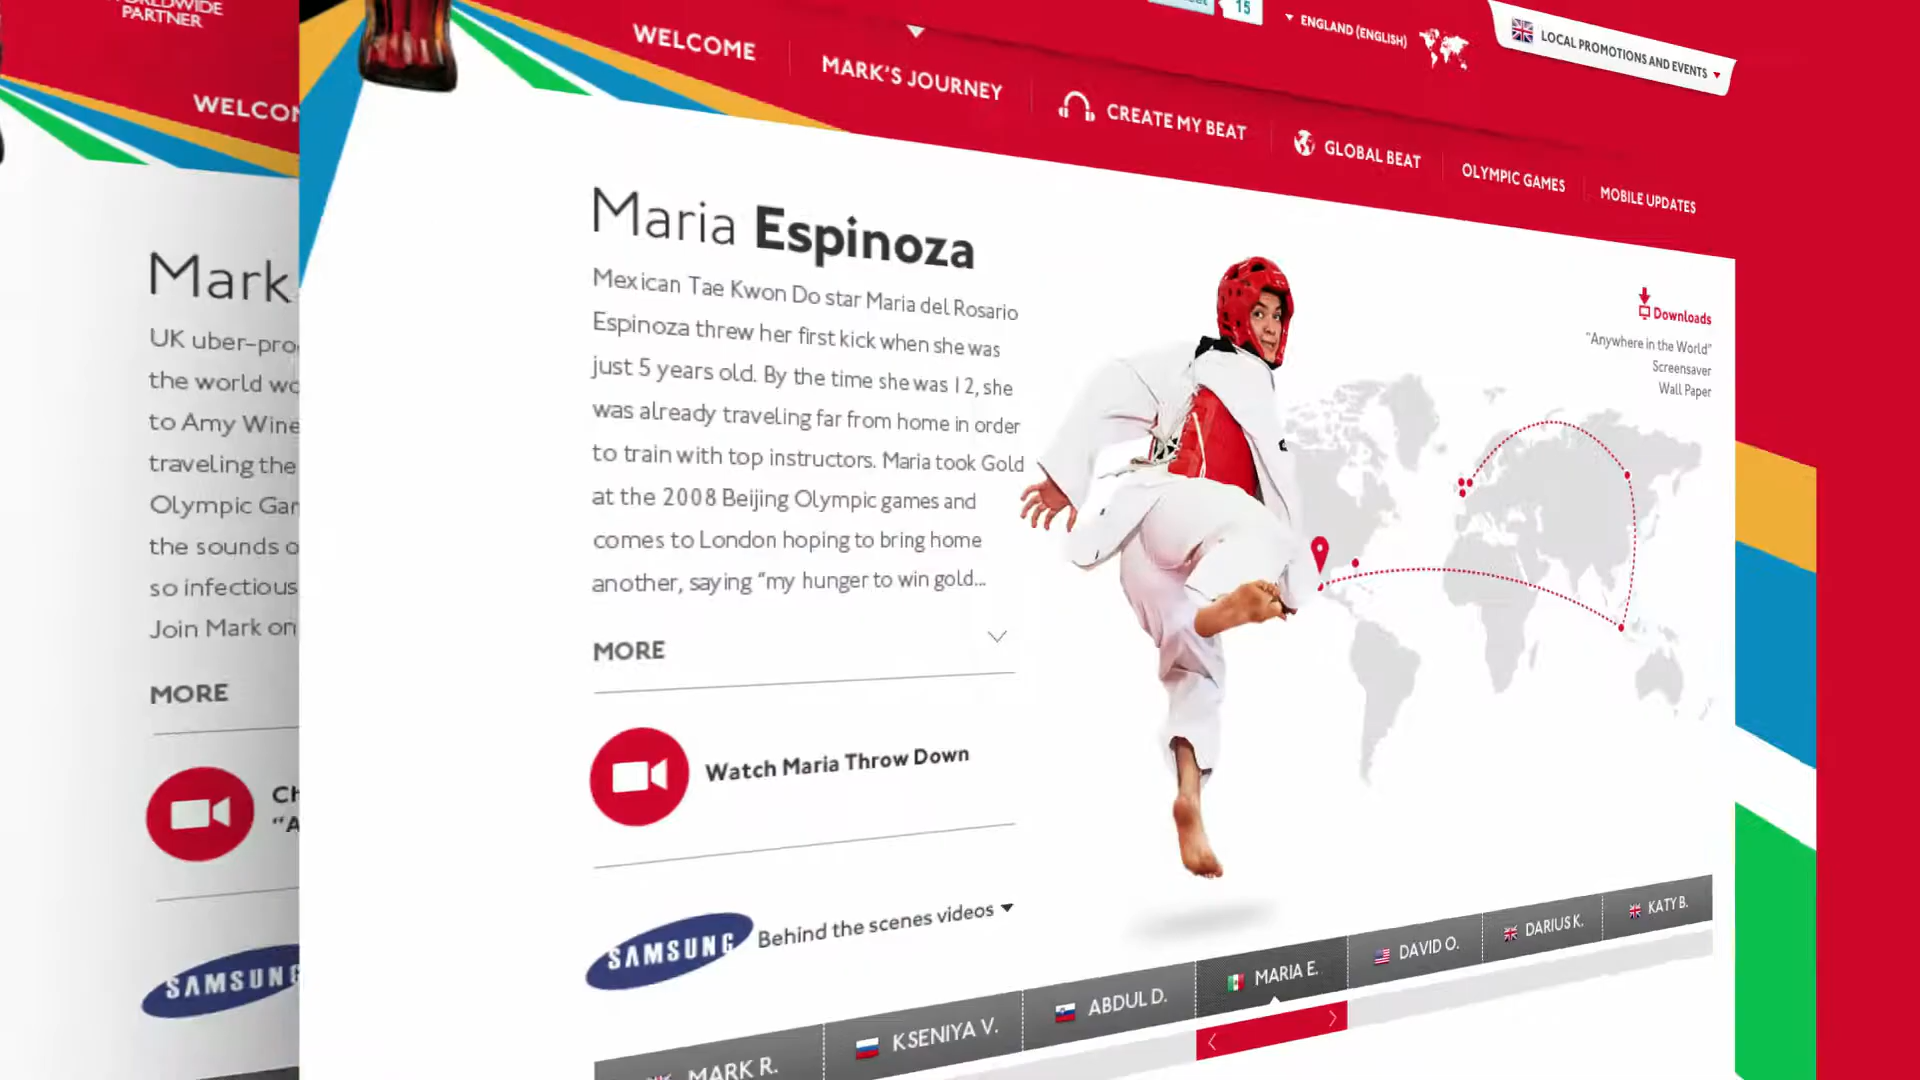 WORLDWIDE
PARTNER
15
ENGLAND (ENGLISH)
LOCAL PROMOTIONS AND EVENTS
WELCOME
MARK'S JOURNEY
CREATE MY BEAT
GLOBAL BEAT
OLYMPIC GAMES
MOBILE UPDATES
WELCOM
Mark
UK uber-pro
the world wo
to Amy Wine
traveling the
Olympic Gar
the sounds o
so infectious
Join Mark on
MORE
Ch
"A
SAMSUNG
Maria Espinoza
Mexican Tae Kwon Do star Maria del Rosario
Espinoza threw her first kick when she was
just 5 years old. By the time she was 12, she
was already traveling far from home in order
to train with top instructors. Maria took Gold
at the 2008 Beijing Olympic games and
comes to London hoping to bring home
another, saying "my hunger to win gold...
MORE
Watch Maria Throw Down
SAMSUNG
Behind the scenes videos
Downloads
"Anywhere in the World"
Screensaver
Wall Paper
MARK R.
KSENIYA V.
ABDUL D.
MARIA E.
DAVID O.
DARIUS K.
KATY B.